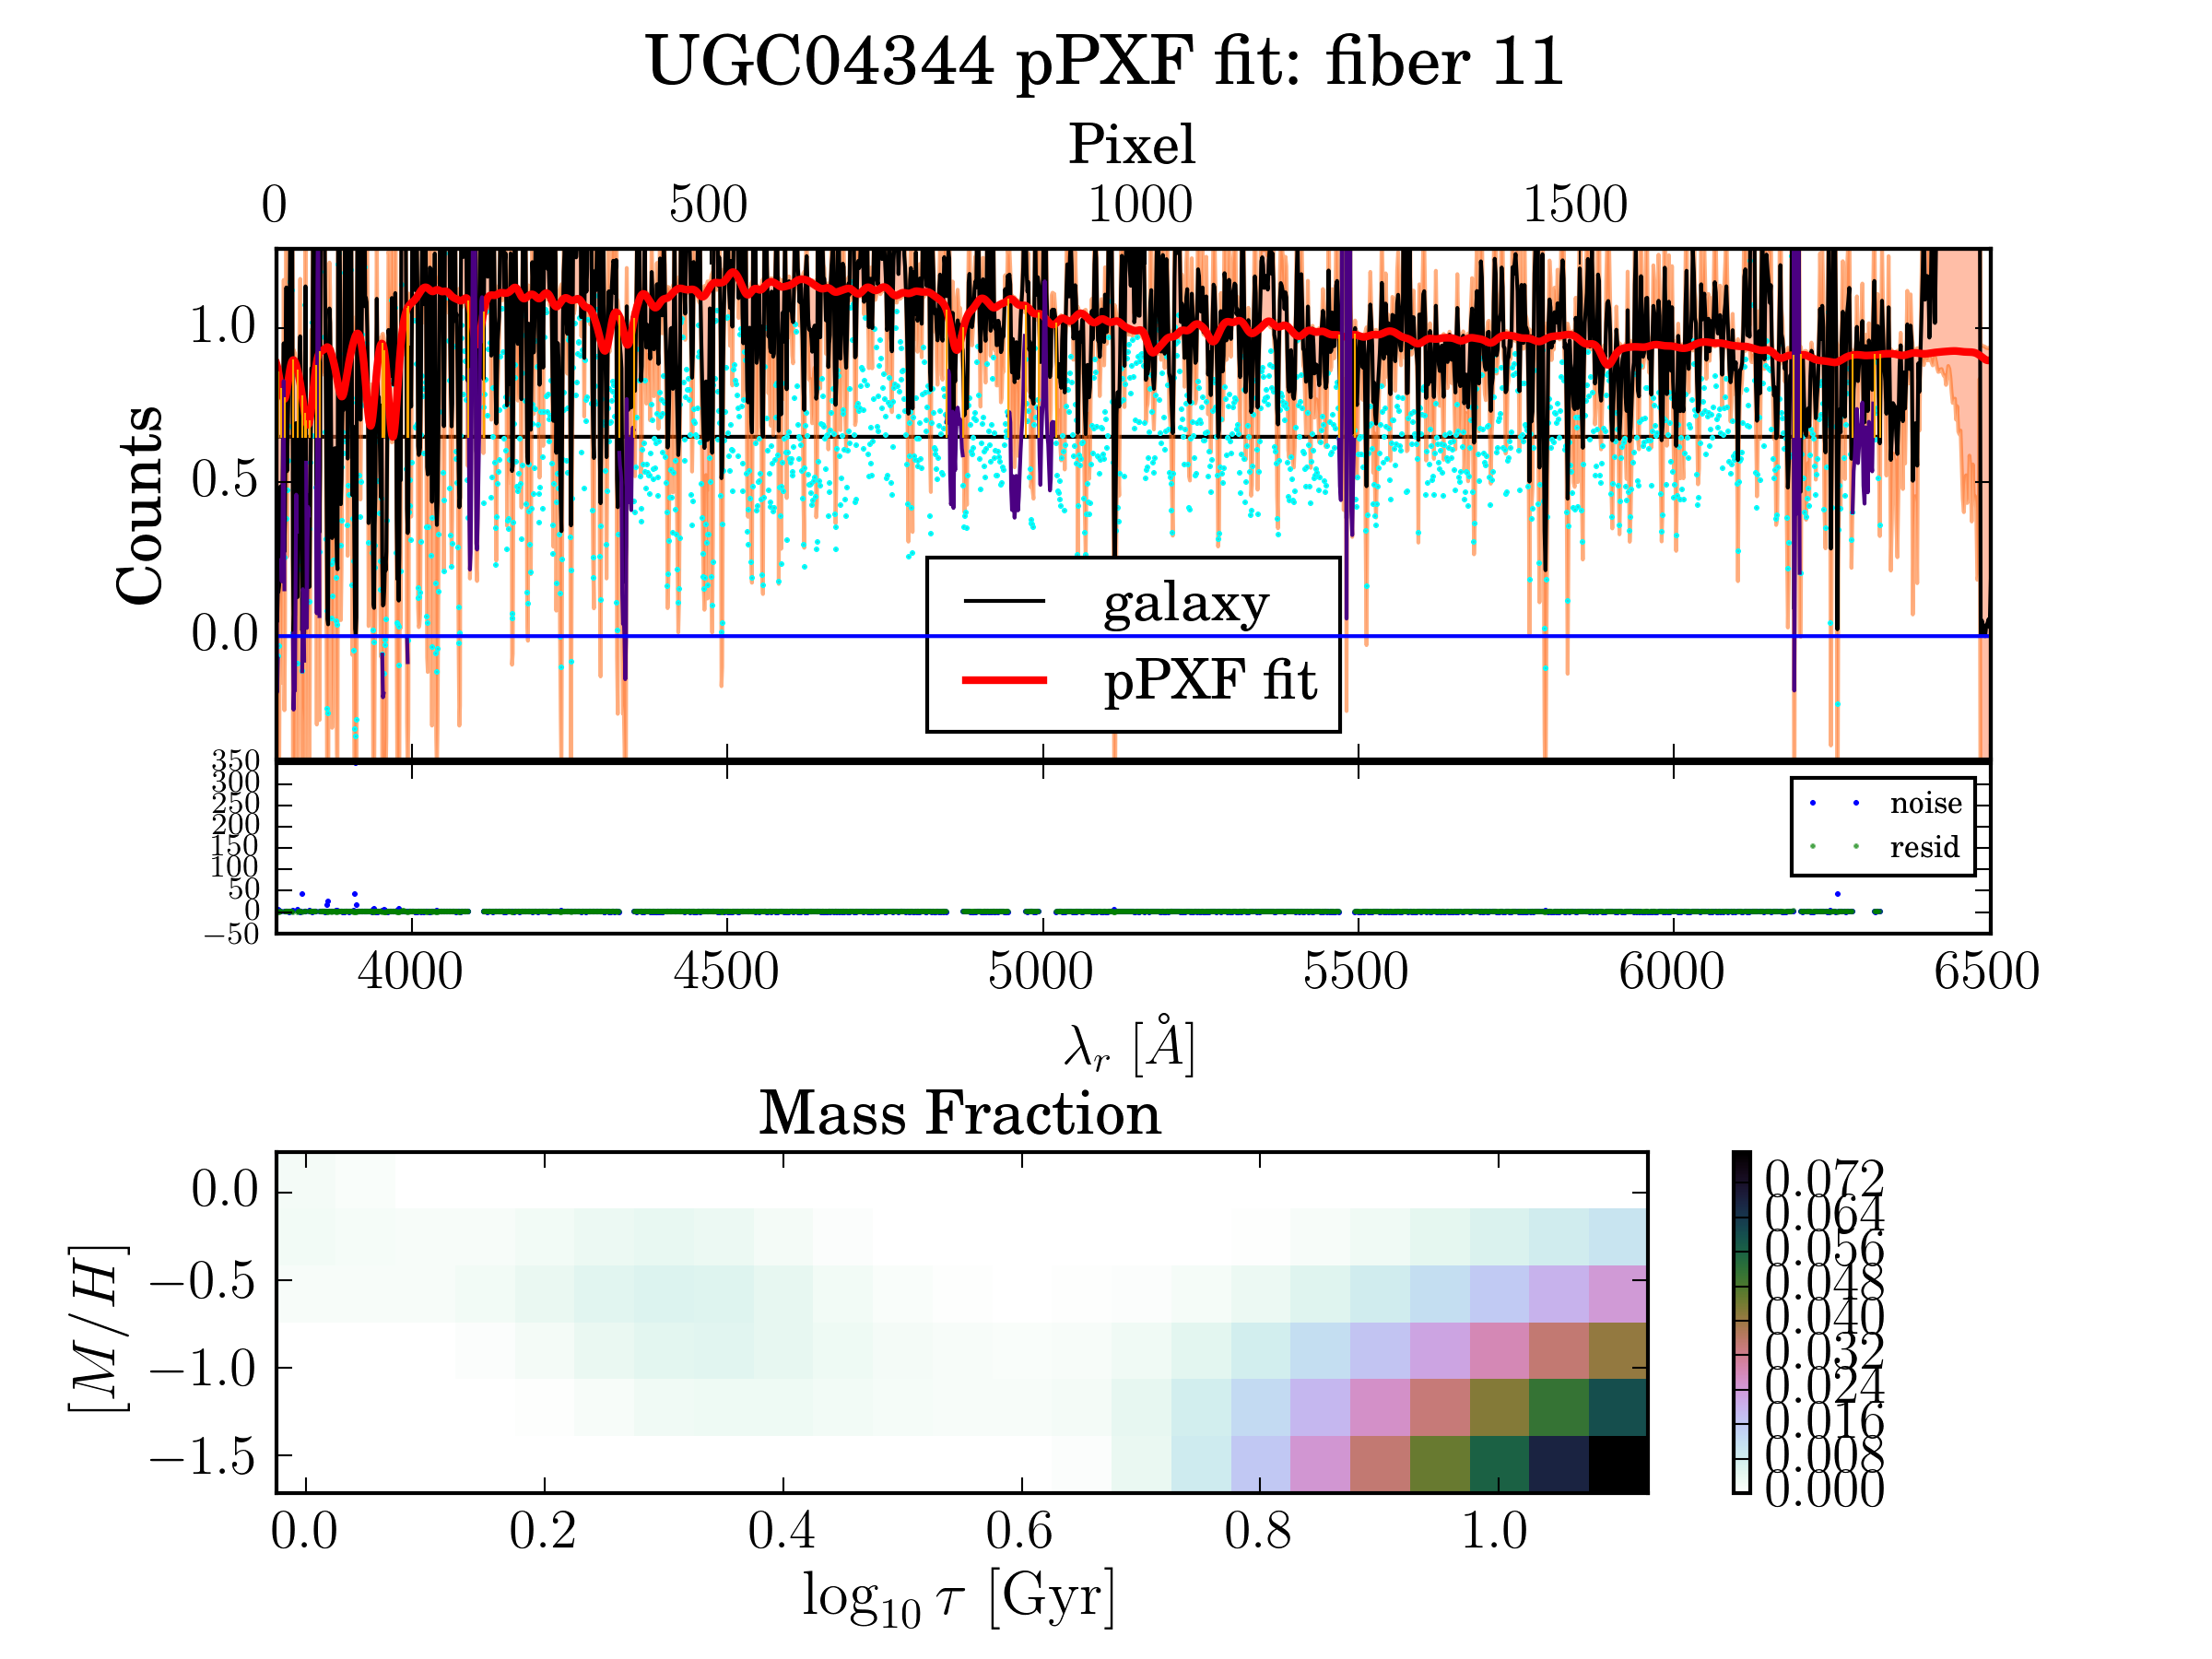 UGC04344 pPXF fit: fiber 11
Pixel
0 500 1000 1500
Counts
1.0
0.5
0.0
galaxy
pPXF fit
350
300
250
200
150
100
50
0
−50
noise
resid
4000 4500 5000 5500 6000 6500
λr [Å]
Mass Fraction
[M/H]
0.0
−0.5
−1.0
−1.5
0.0 0.2 0.4 0.6 0.8 1.0
log10 τ [Gyr]
0.072
0.064
0.056
0.048
0.040
0.032
0.024
0.016
0.008
0.000